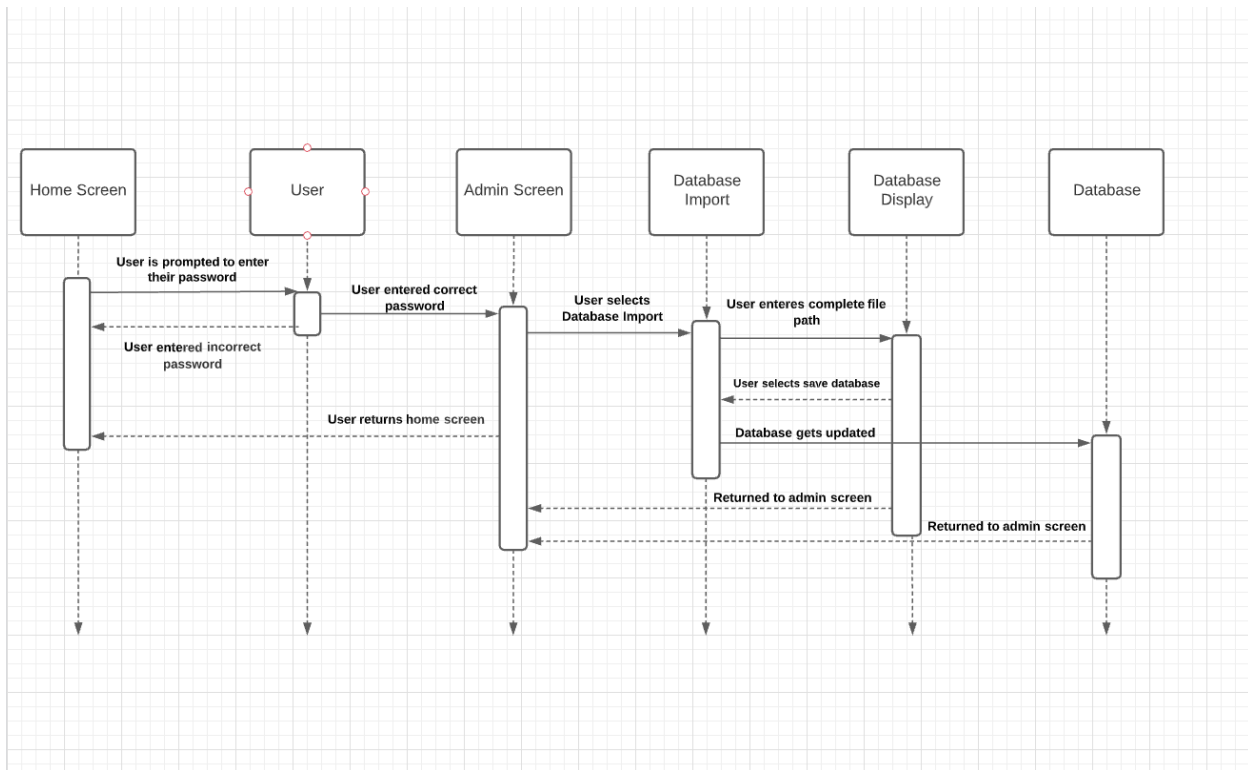 Home Screen
User
Admin Screen
Database
Import
Database
Display
Database
User is prompted to enter
their password
User entered correct
password
User selects
Database Import
User enteres complete file
path
User entered incorrect
password
User selects save database
User returns home screen
Database gets updated
Returned to admin screen
Returned to admin screen